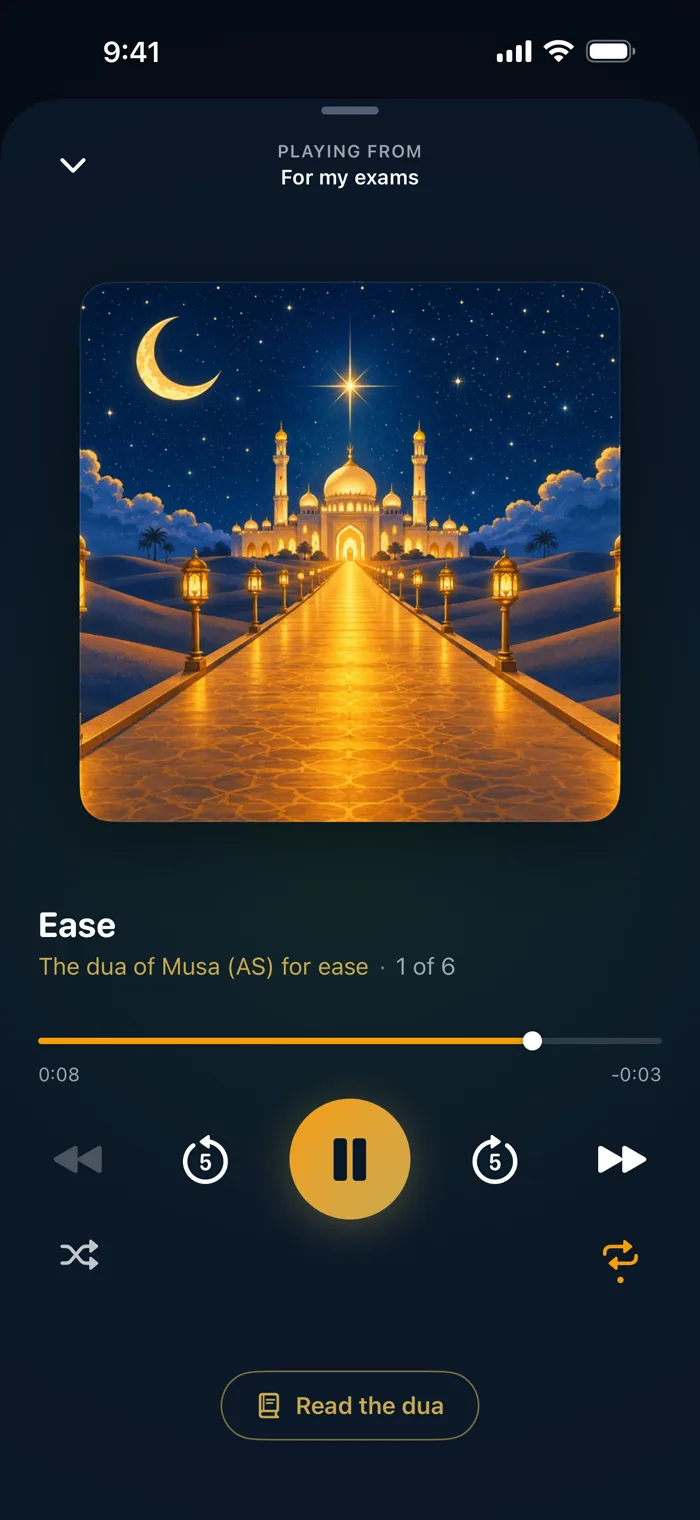 9:41
PLAYING FROM
For my exams
Ease
The dua of Musa (AS) for ease · 1 of 6
0:08
-0:03
5
5
Read the dua